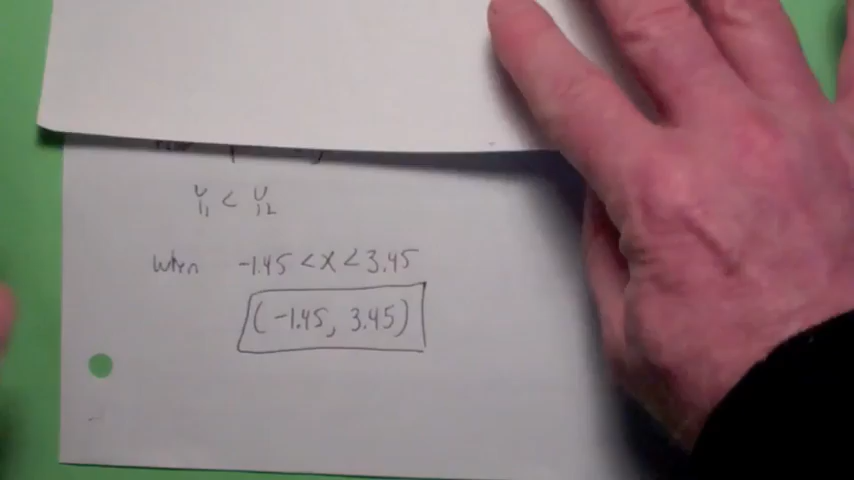 y₁ < y₂
when -1.45 < x < 3.45
(-1.45, 3.45)